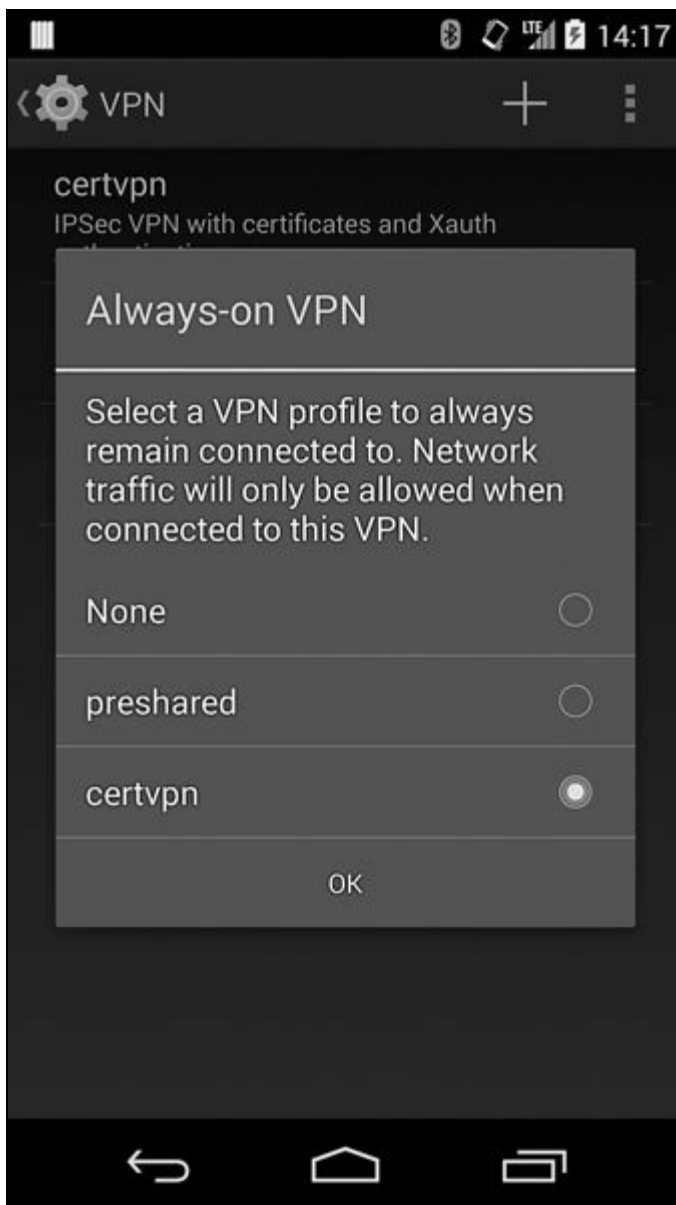 LTE 14:17
VPN
certvpn
IPSec VPN with certificates and Xauth
Always-on VPN
Select a VPN profile to always
remain connected to. Network
traffic will only be allowed when
connected to this VPN.
None
preshared
certvpn
OK